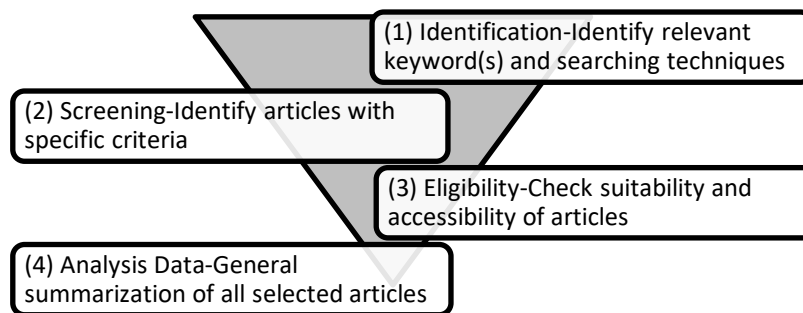 (1) Identification-Identify relevant
keyword(s) and searching techniques
(2) Screening-Identify articles with
specific criteria
(3) Eligibility-Check suitability and
accessibility of articles
(4) Analysis Data-General
summarization of all selected articles